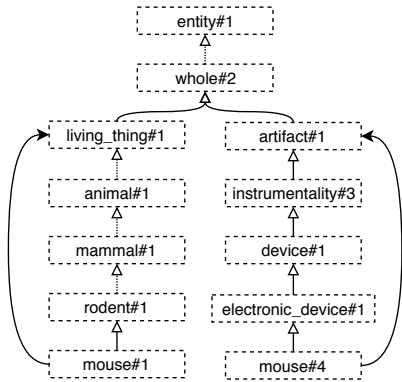 entity#1
whole#2
living_thing#1
artifact#1
animal#1
instrumentality#3
mammal#1
device#1
rodent#1
electronic_device#1
mouse#1
mouse#4